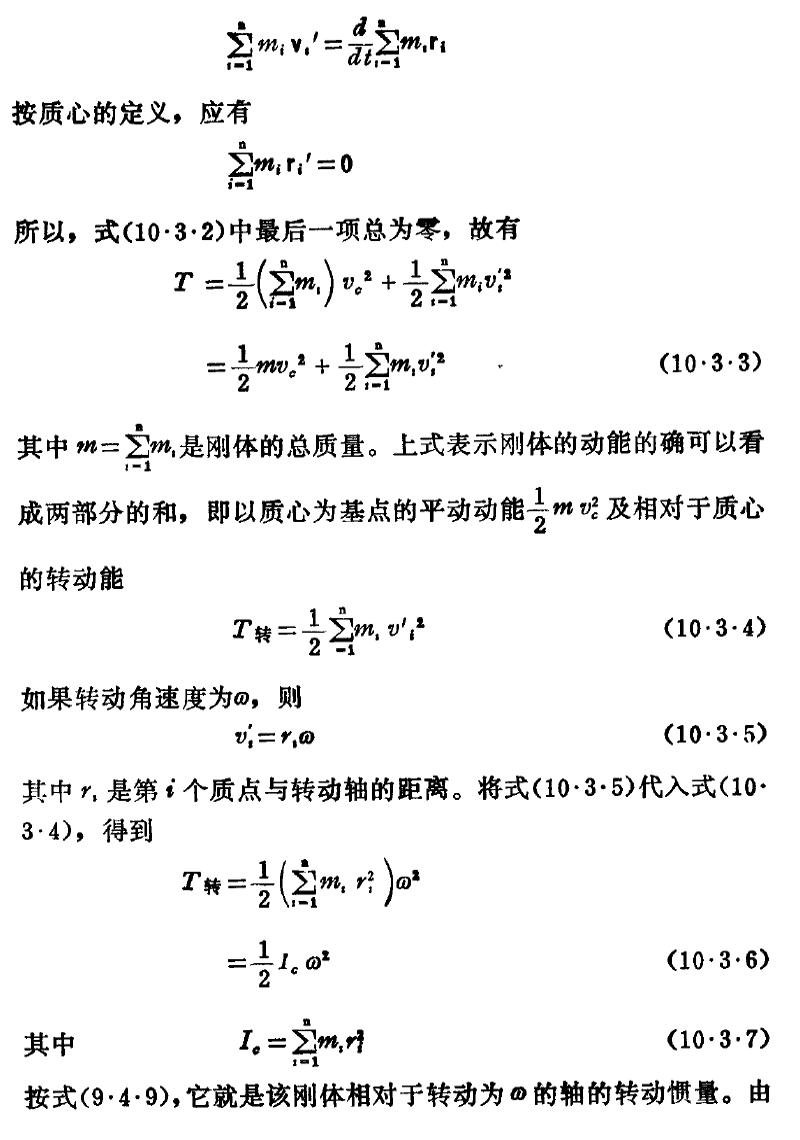 $$\sum_{i=1}^{n} m_i \mathbf{v}_i' = \frac{d}{dt}\sum_{i=1}^{n} m_i \mathbf{r}_i$$
按质心的定义，应有
$$\sum_{i=1}^{n} m_i \mathbf{r}_i' = 0$$
所以，式(10·3·2)中最后一项总为零，故有
$$T = \frac{1}{2}\left(\sum_{i=1}^{n} m_i\right) v_c^2 + \frac{1}{2}\sum_{i=1}^{n} m_i v_i'^2$$
$$= \frac{1}{2} m v_c^2 + \frac{1}{2}\sum_{i=1}^{n} m_i v_i'^2 \quad (10·3·3)$$
其中 $m = \sum_{i=1}^{n} m_i$ 是刚体的总质量。上式表示刚体的动能的确可以看
成两部分的和，即以质心为基点的平动动能 $\frac{1}{2} m v_c^2$ 及相对于质心
的转动能
$$T_{转} = \frac{1}{2}\sum_{-1}^{n} m_i v'^2_i \quad (10·3·4)$$
如果转动角速度为ω，则
$$v_i' = r_i ω \quad (10·3·5)$$
其中 $r_i$ 是第 $i$ 个质点与转动轴的距离。将式(10·3·5)代入式(10·
3·4)，得到
$$T_{转} = \frac{1}{2}\left(\sum_{i=1}^{n} m_i r_i^2\right) ω^2$$
$$= \frac{1}{2} I_c ω^2 \quad (10·3·6)$$
其中 $$I_c = \sum_{i=1}^{n} m_i r_i^2 \quad (10·3·7)$$
按式(9·4·9)，它就是该刚体相对于转动为 ω 的轴的转动惯量。由